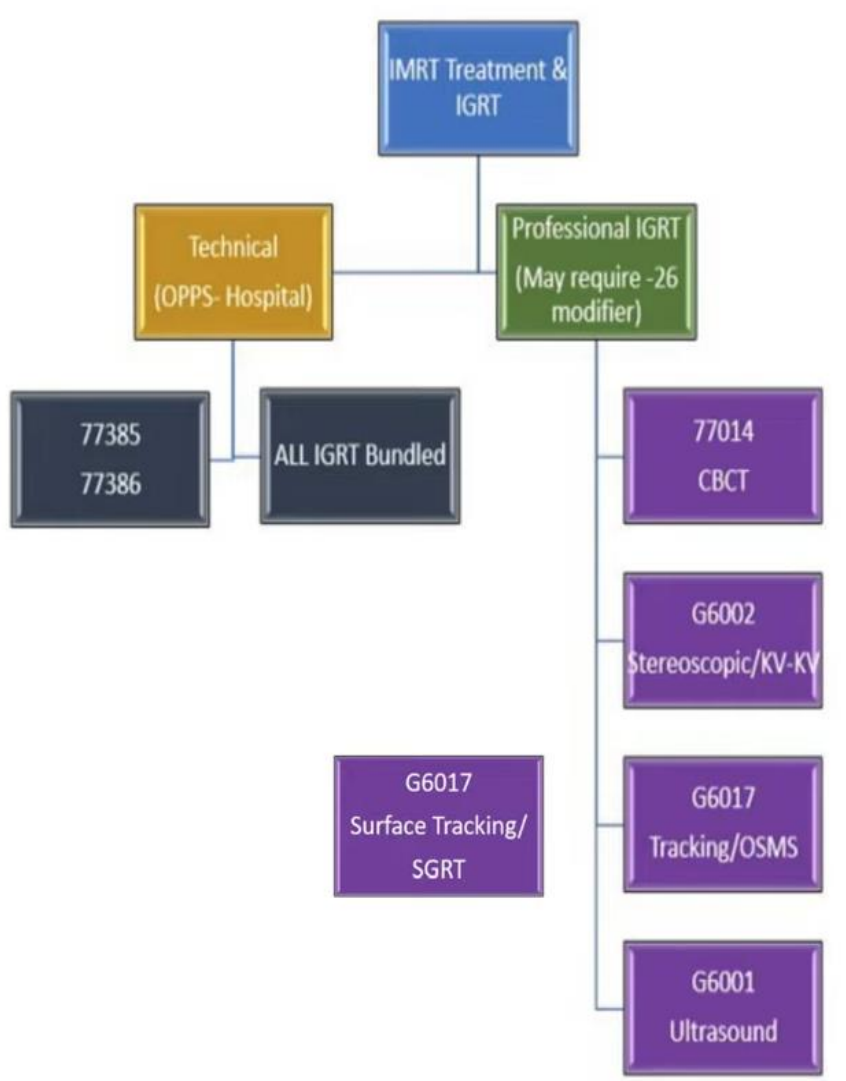 IMRT Treatment &
IGRT
Technical
(OPPS- Hospital)
Professional IGRT
(May require -26
modifier)
77385
77386
ALL IGRT Bundled
77014
CBCT
G6002
Stereoscopic/KV-KV
G6017
Surface Tracking/
SGRT
G6017
Tracking/OSMS
G6001
Ultrasound